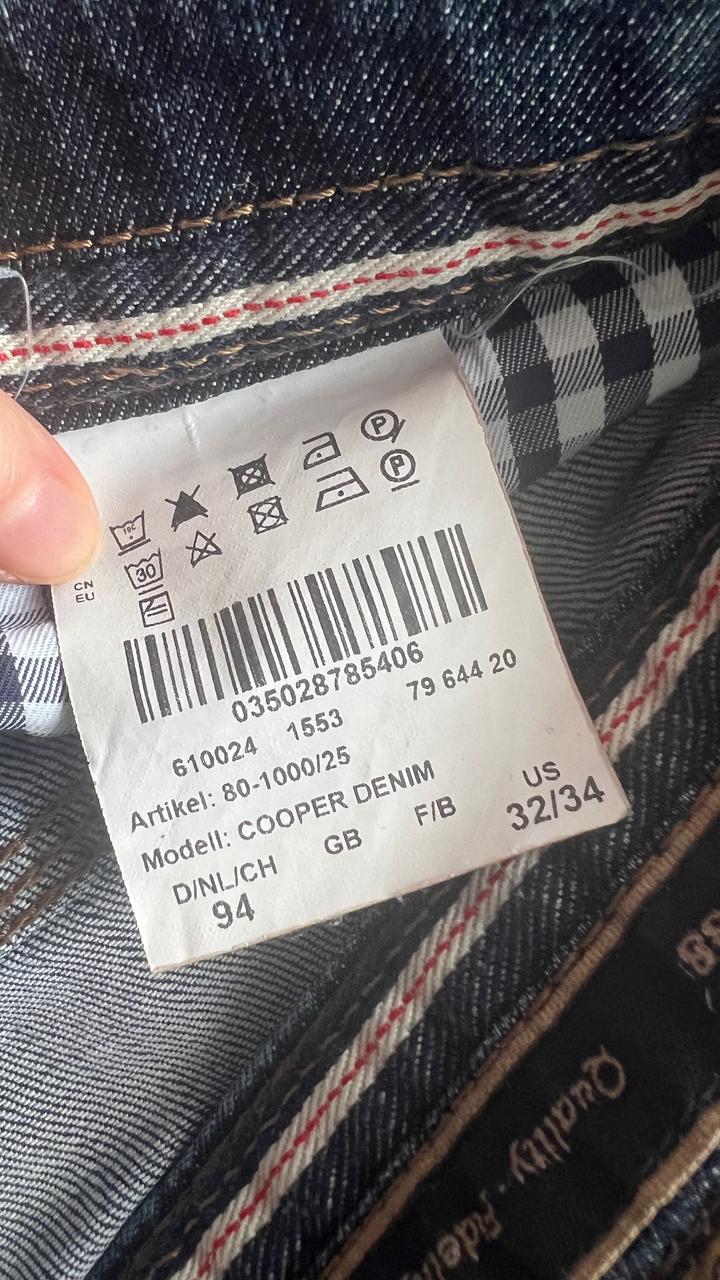 30
P
P
CN
EU
035028785406
610024 1553 79 644 20
Artikel: 80-1000/25
Modell: COOPER DENIM
D/NL/CH GB F/B US
94 32/34
Quality